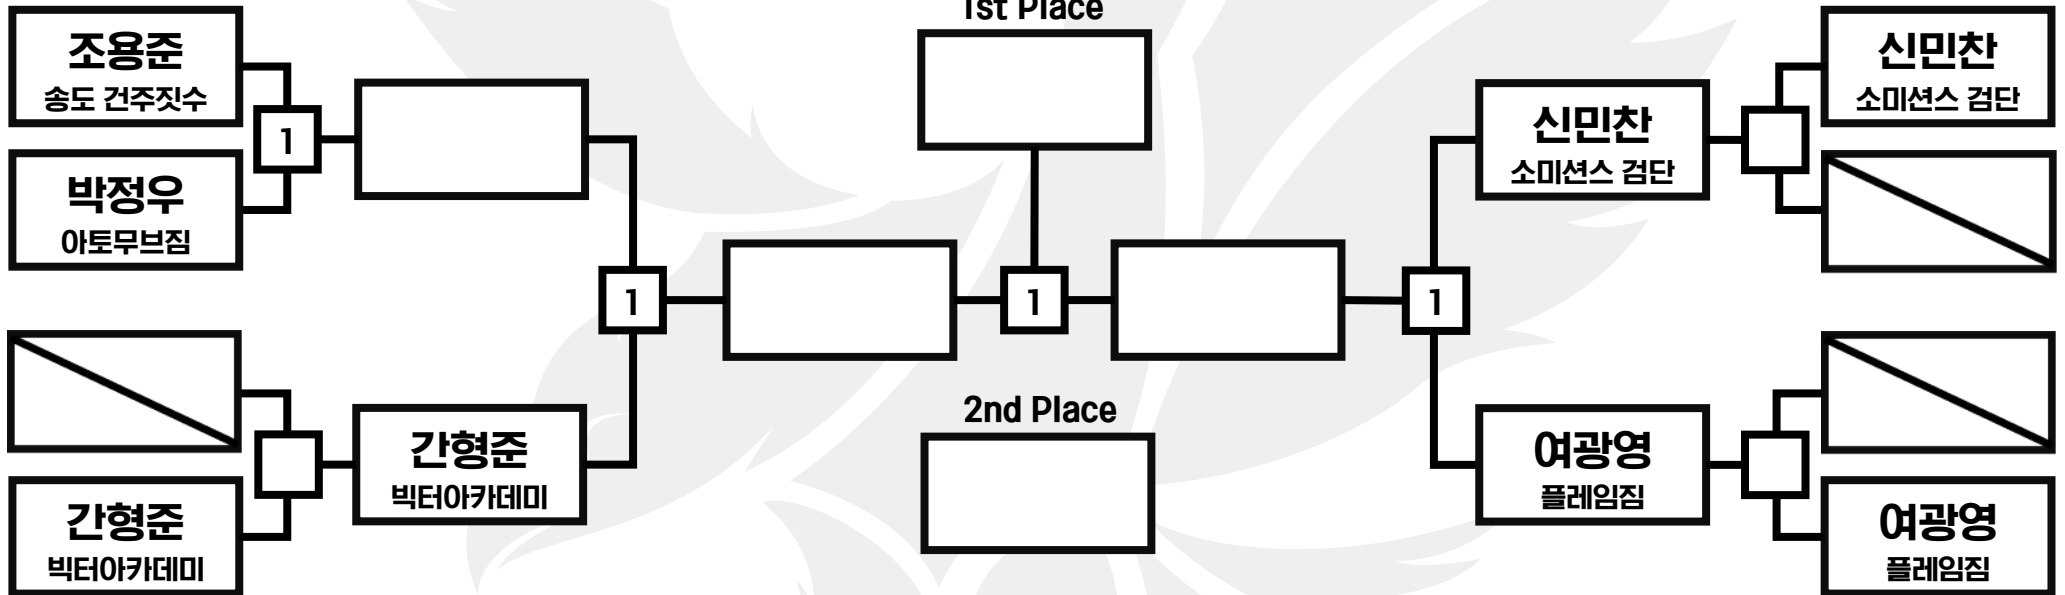 1st Place
조용준
송도 건주짓수
1
박정우
아토무브짐
간형준
빅터아카데미
간형준
빅터아카데미
1
1
2nd Place
1
신민찬
소미션스 검단
신민찬
소미션스 검단
여광영
플레임짐
여광영
플레임짐